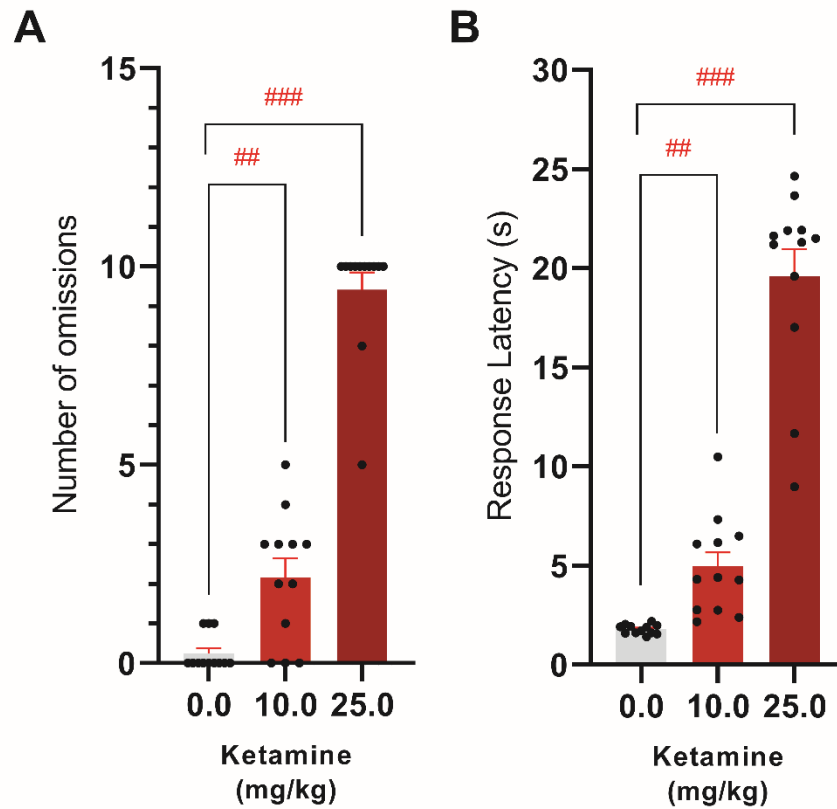 A
Number of omissions
15
10
5
0
###
##
0.0 10.0 25.0
Ketamine
(mg/kg)
B
Response Latency (s)
30
25
20
15
10
5
0
###
##
0.0 10.0 25.0
Ketamine
(mg/kg)